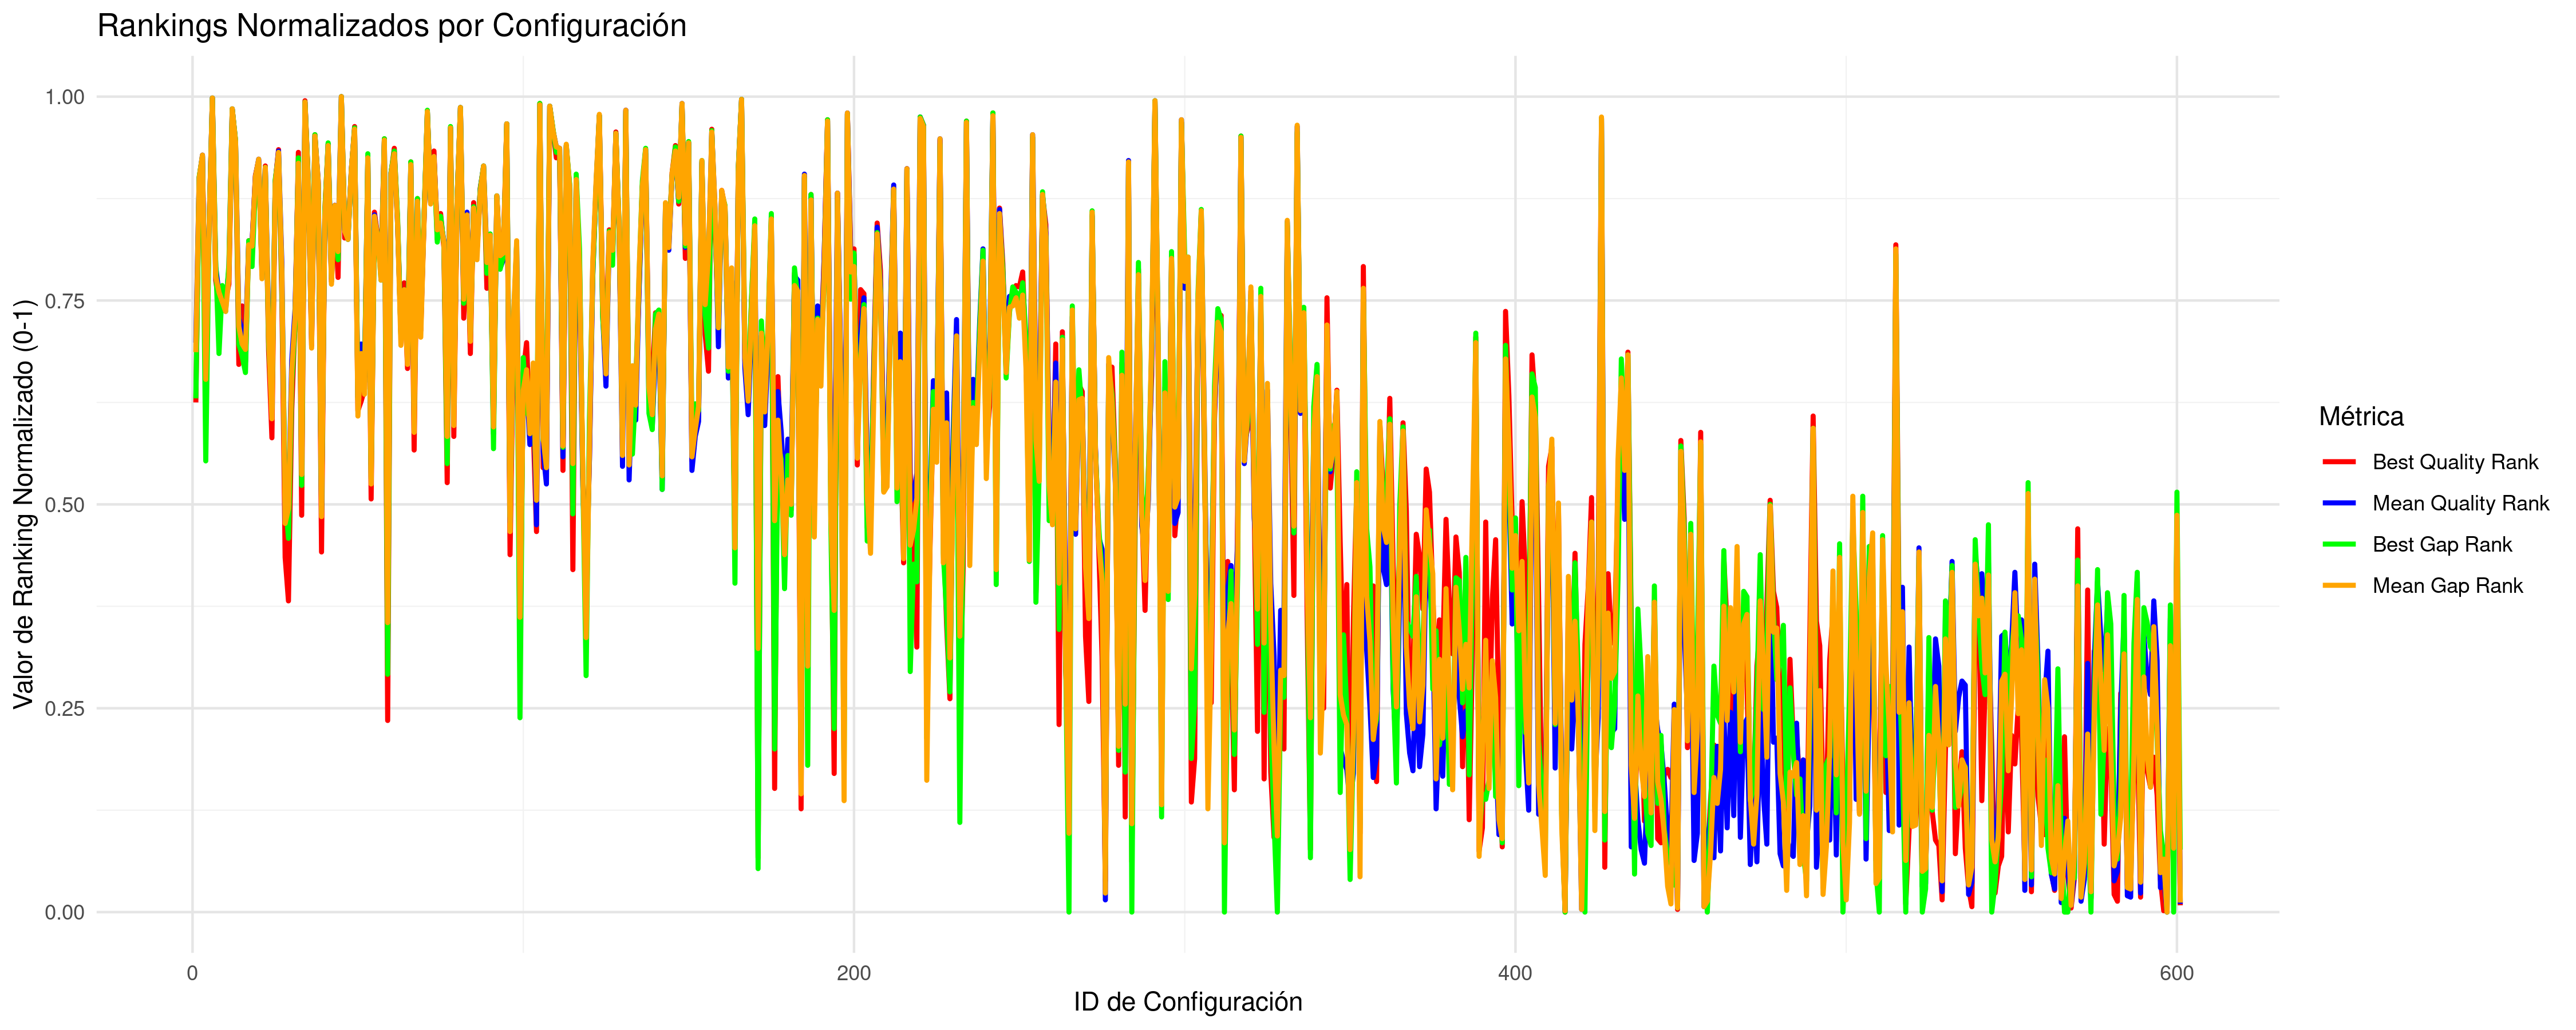 Rankings Normalizados por Configuración
Valor de Ranking Normalizado (0-1)
1.00
0.75
0.50
0.25
0.00
0
200
400
600
ID de Configuración
Métrica
Best Quality Rank
Mean Quality Rank
Best Gap Rank
Mean Gap Rank